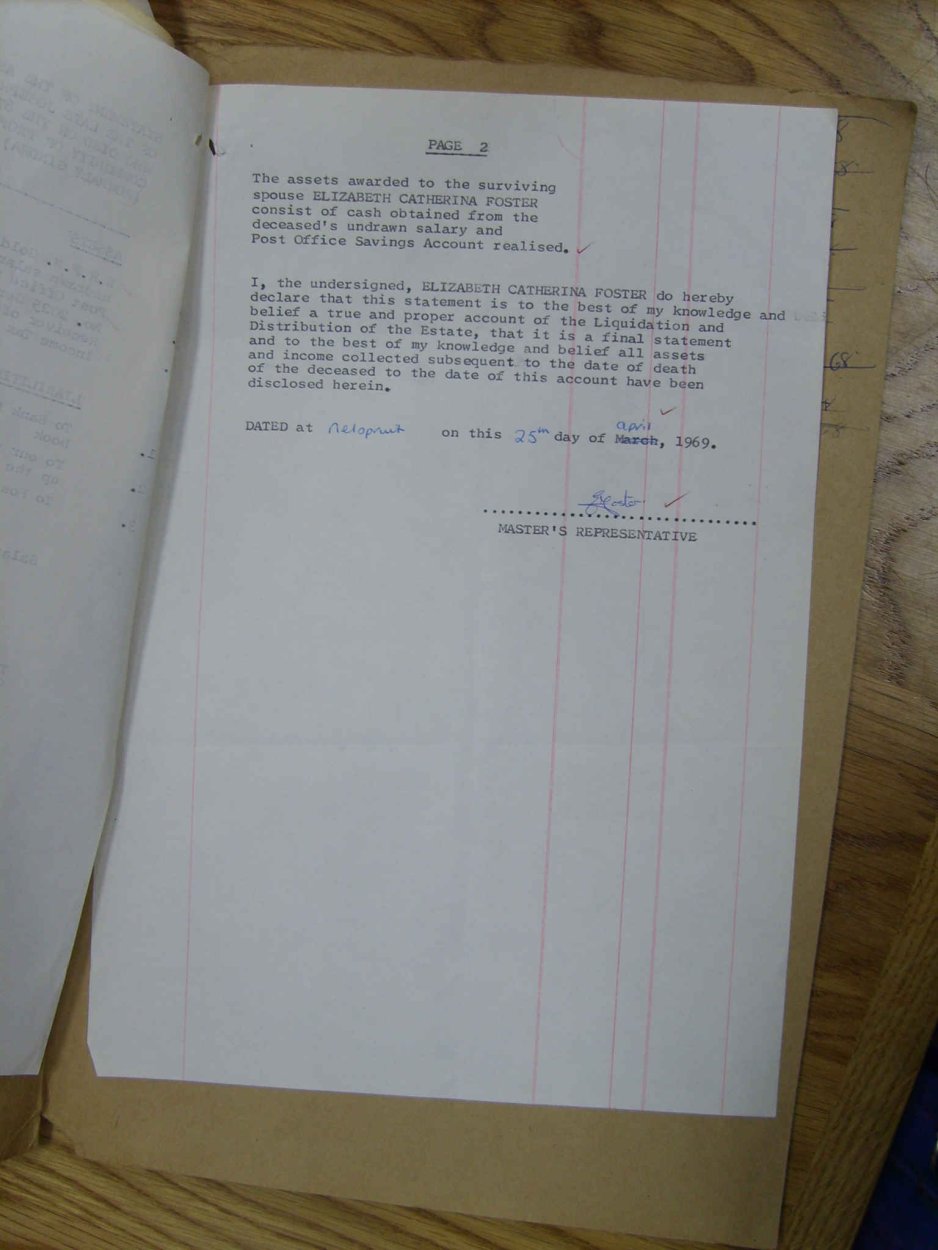 PAGE 2
The assets awarded to the surviving
spouse ELIZABETH CATHERINA FOSTER
consist of cash obtained from the
deceased's undrawn salary and
Post Office Savings Account realised.
I, the undersigned, ELIZABETH CATHERINA FOSTER do hereby
declare that this statement is to the best of my knowledge and
belief a true and proper account of the Liquidation and
Distribution of the Estate, that it is a final statement
and to the best of my knowledge and belief all assets
and income collected subsequent to the date of death
of the deceased to the date of this account have been
disclosed herein.
april
DATED at Nelspruit on this 25th day of March, 1969.
EFoster
MASTER'S REPRESENTATIVE